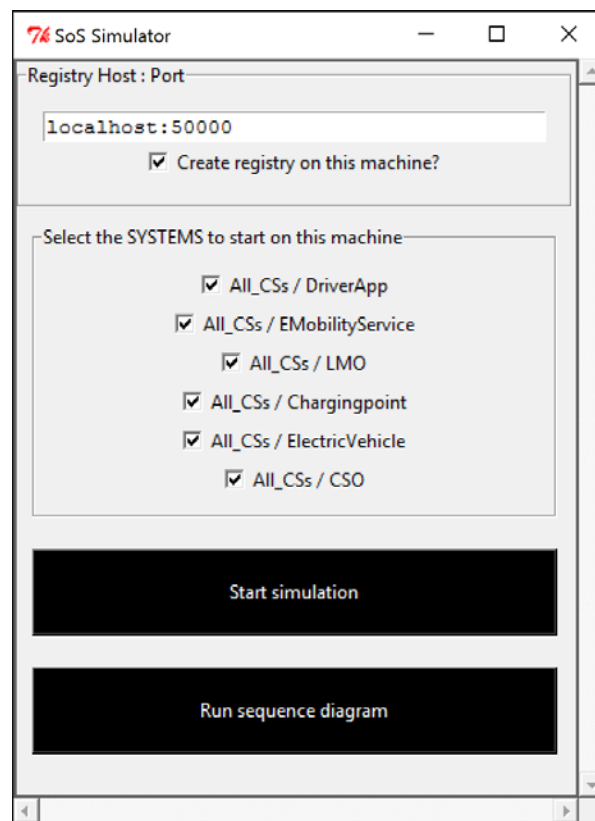 SoS Simulator
Registry Host : Port
localhost:50000
Create registry on this machine?
Select the SYSTEMS to start on this machine
All_CSs / DriverApp
All_CSs / EMobilityService
All_CSs / LMO
All_CSs / Chargingpoint
All_CSs / ElectricVehicle
All_CSs / CSO
Start simulation
Run sequence diagram